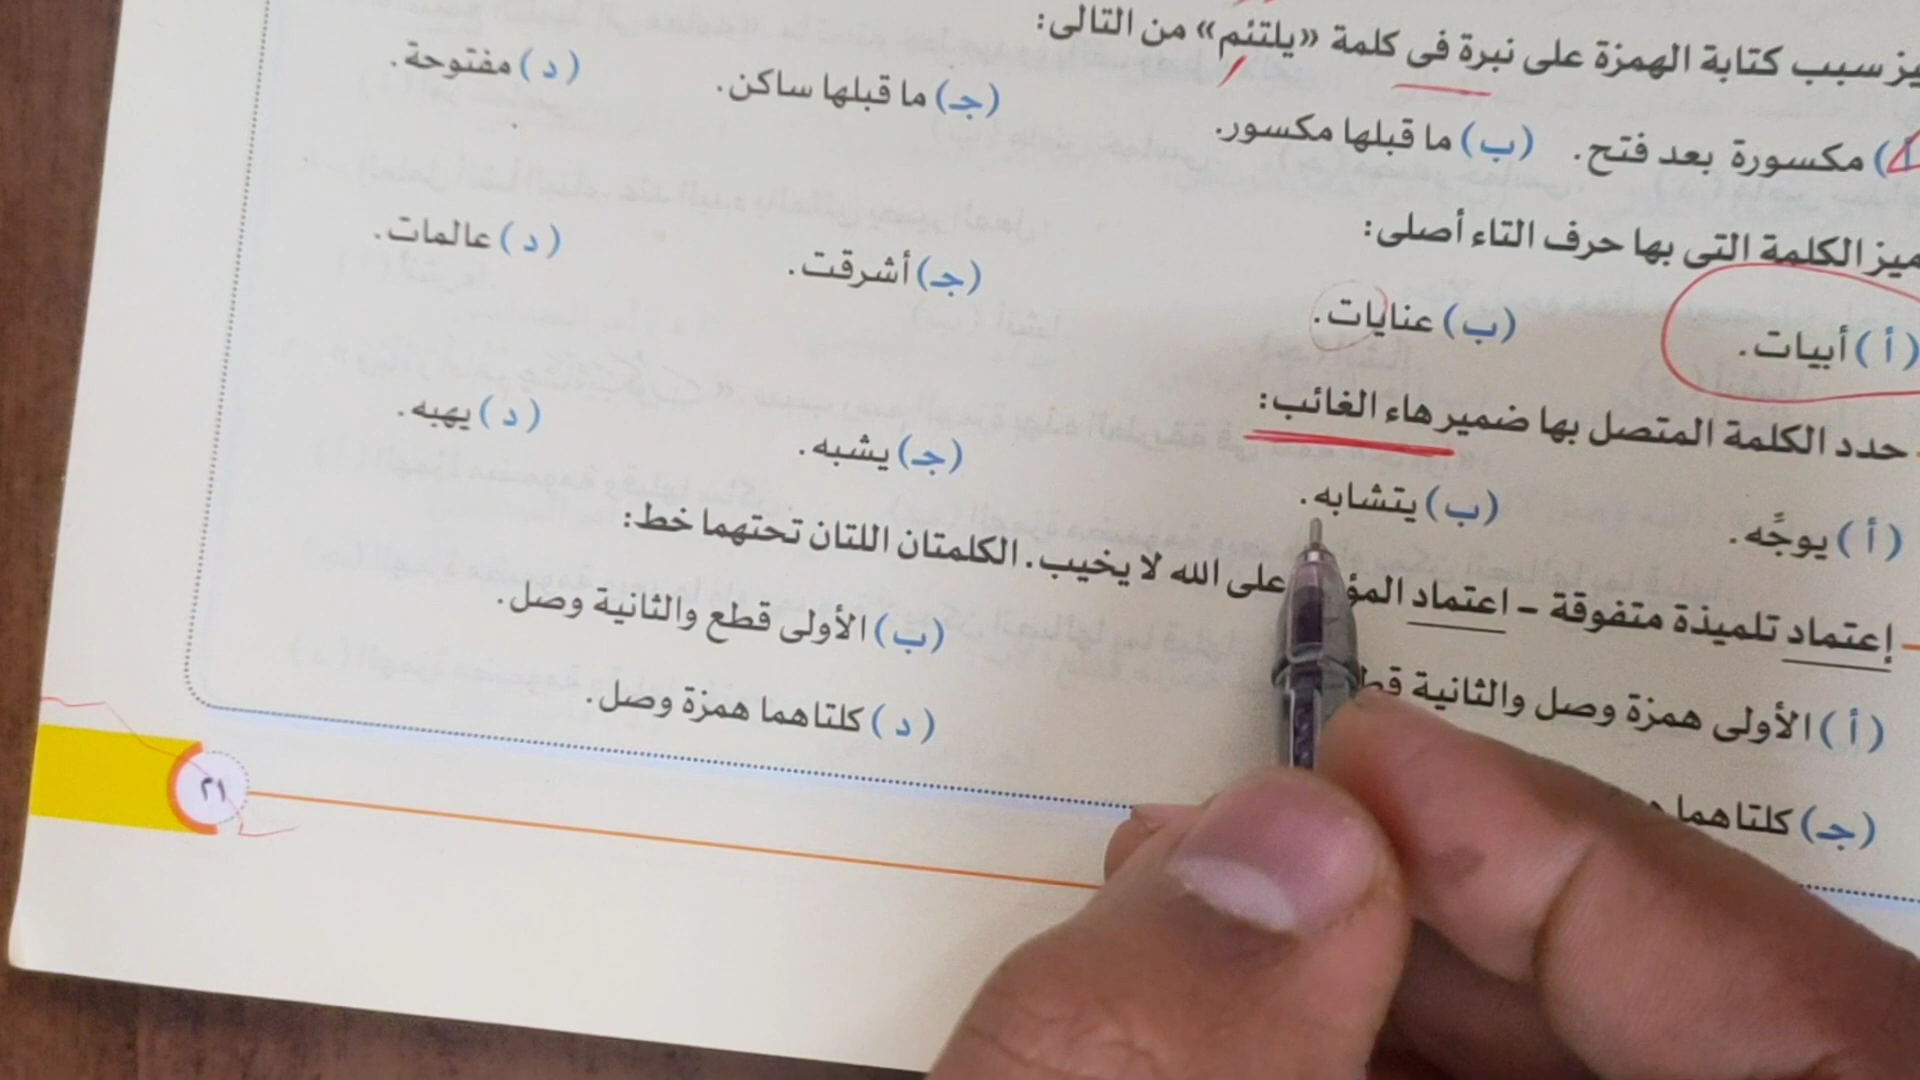 يز سبب كتابة الهمزة على نبرة فى كلمة «يلتئم» من التالى:
(أ) مكسورة بعد فتح. (ب) ما قبلها مكسور. (جـ) ما قبلها ساكن. (د) مفتوحة.
ميز الكلمة التى بها حرف التاء أصلى:
(أ) أبيات. (ب) عنايات. (جـ) أشرقت. (د) عالمات.
حدد الكلمة المتصل بها ضمير هاء الغائب:
(أ) يوجِّه. (ب) يتشابه. (جـ) يشبه. (د) يهبه.
إعتماد تلميذة متفوقة – اعتماد المؤ على الله لا يخيب. الكلمتان اللتان تحتهما خط:
(أ) الأولى همزة وصل والثانية قط (ب) الأولى قطع والثانية وصل.
(جـ) كلتاهما ه (د) كلتاهما همزة وصل.
٢١